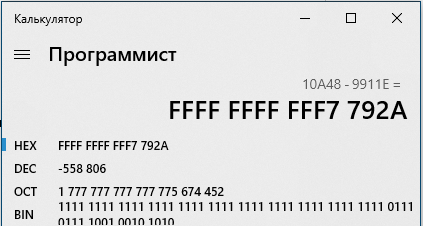 Калькулятор
Программист
10A48 - 9911E =
FFFF FFFF FFF7 792A
HEX FFFF FFFF FFF7 792A
DEC -558 806
OCT 1 777 777 777 777 775 674 452
BIN 1111 1111 1111 1111 1111 1111 1111 1111 1111 1111 1111 0111
0111 1001 0010 1010